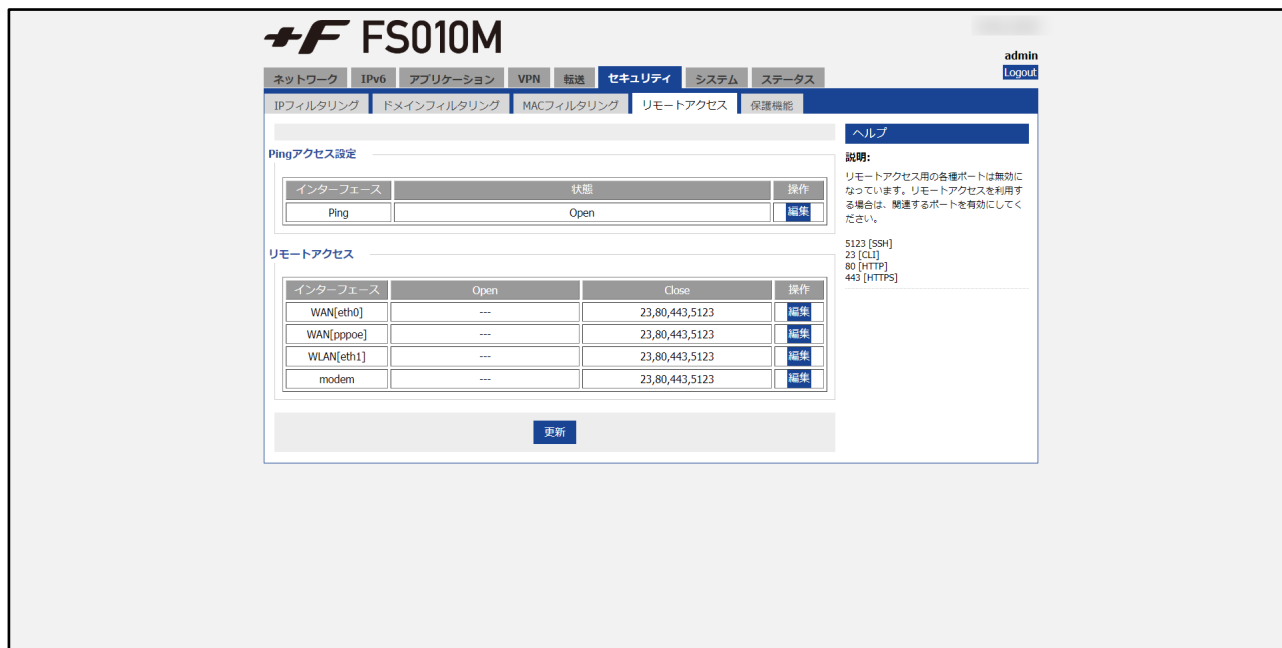 +F FS010M
admin
Logout
ネットワーク IPv6 アプリケーション VPN 転送 セキュリティ システム ステータス
IPフィルタリング ドメインフィルタリング MACフィルタリング リモートアクセス 保護機能
Pingアクセス設定
インターフェース 状態 操作
Ping Open 編集
リモートアクセス
インターフェース Open Close 操作
WAN[eth0] --- 23,80,443,5123 編集
WAN[pppoe] --- 23,80,443,5123 編集
WLAN[eth1] --- 23,80,443,5123 編集
modem --- 23,80,443,5123 編集
更新
ヘルプ
説明:
リモートアクセス用の各種ポートは無効に
なっています。リモートアクセスを利用す
る場合は、関連するポートを有効にしてく
ださい。
5123 [SSH]
23 [CLI]
80 [HTTP]
443 [HTTPS]